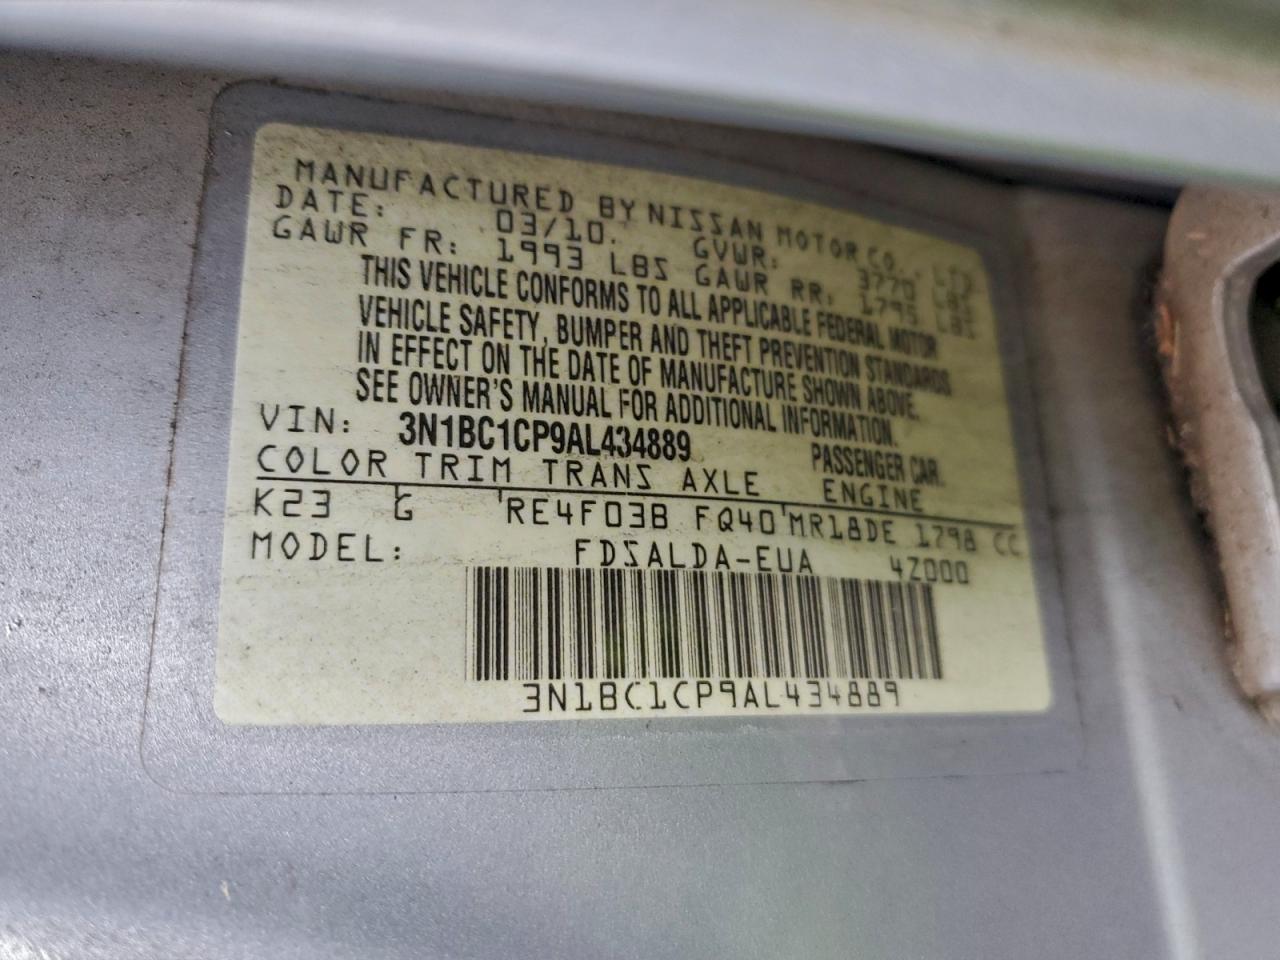 MANUFACTURED BY NISSAN MOTOR CO., LTD
DATE: 03/10. GVWR: 3770 LBS
GAWR FR: 1993 LBS GAWR RR: 1795 LBS
THIS VEHICLE CONFORMS TO ALL APPLICABLE FEDERAL MOTOR
VEHICLE SAFETY, BUMPER AND THEFT PREVENTION STANDARDS
IN EFFECT ON THE DATE OF MANUFACTURE SHOWN ABOVE.
SEE OWNER'S MANUAL FOR ADDITIONAL INFORMATION.
VIN: 3N1BC1CP9AL434889 PASSENGER CAR.
COLOR TRIM TRANS AXLE ENGINE
K23 G RE4F03B FQ40 MR18DE 1798 CC
MODEL: FDSALDA-EUA 4Z000
3N1BC1CP9AL434889